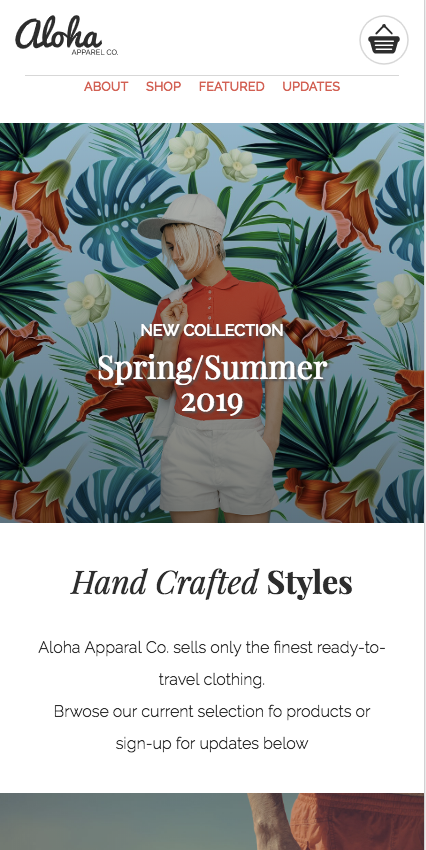 Aloha
APPAREL CO.
ABOUT SHOP FEATURED UPDATES
NEW COLLECTION
Spring/Summer
2019
Hand Crafted Styles
Aloha Apparal Co. sells only the finest ready-to-
travel clothing.
Brwose our current selection fo products or
sign-up for updates below